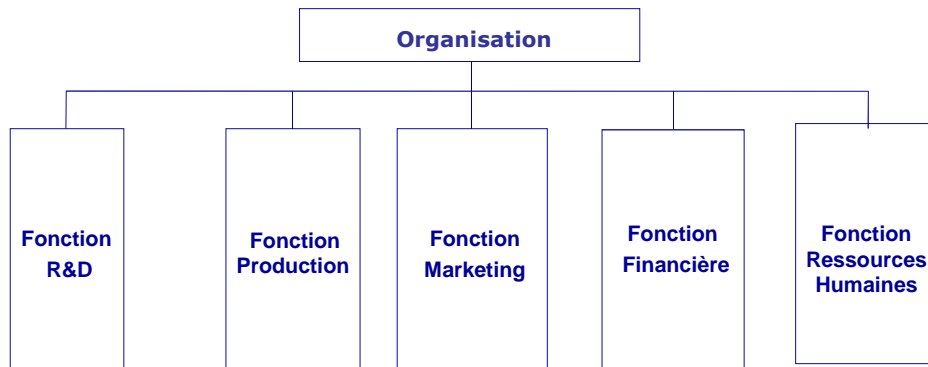 Organisation
Fonction
R&D
Fonction
Production
Fonction
Marketing
Fonction
Financière
Fonction
Ressources
Humaines